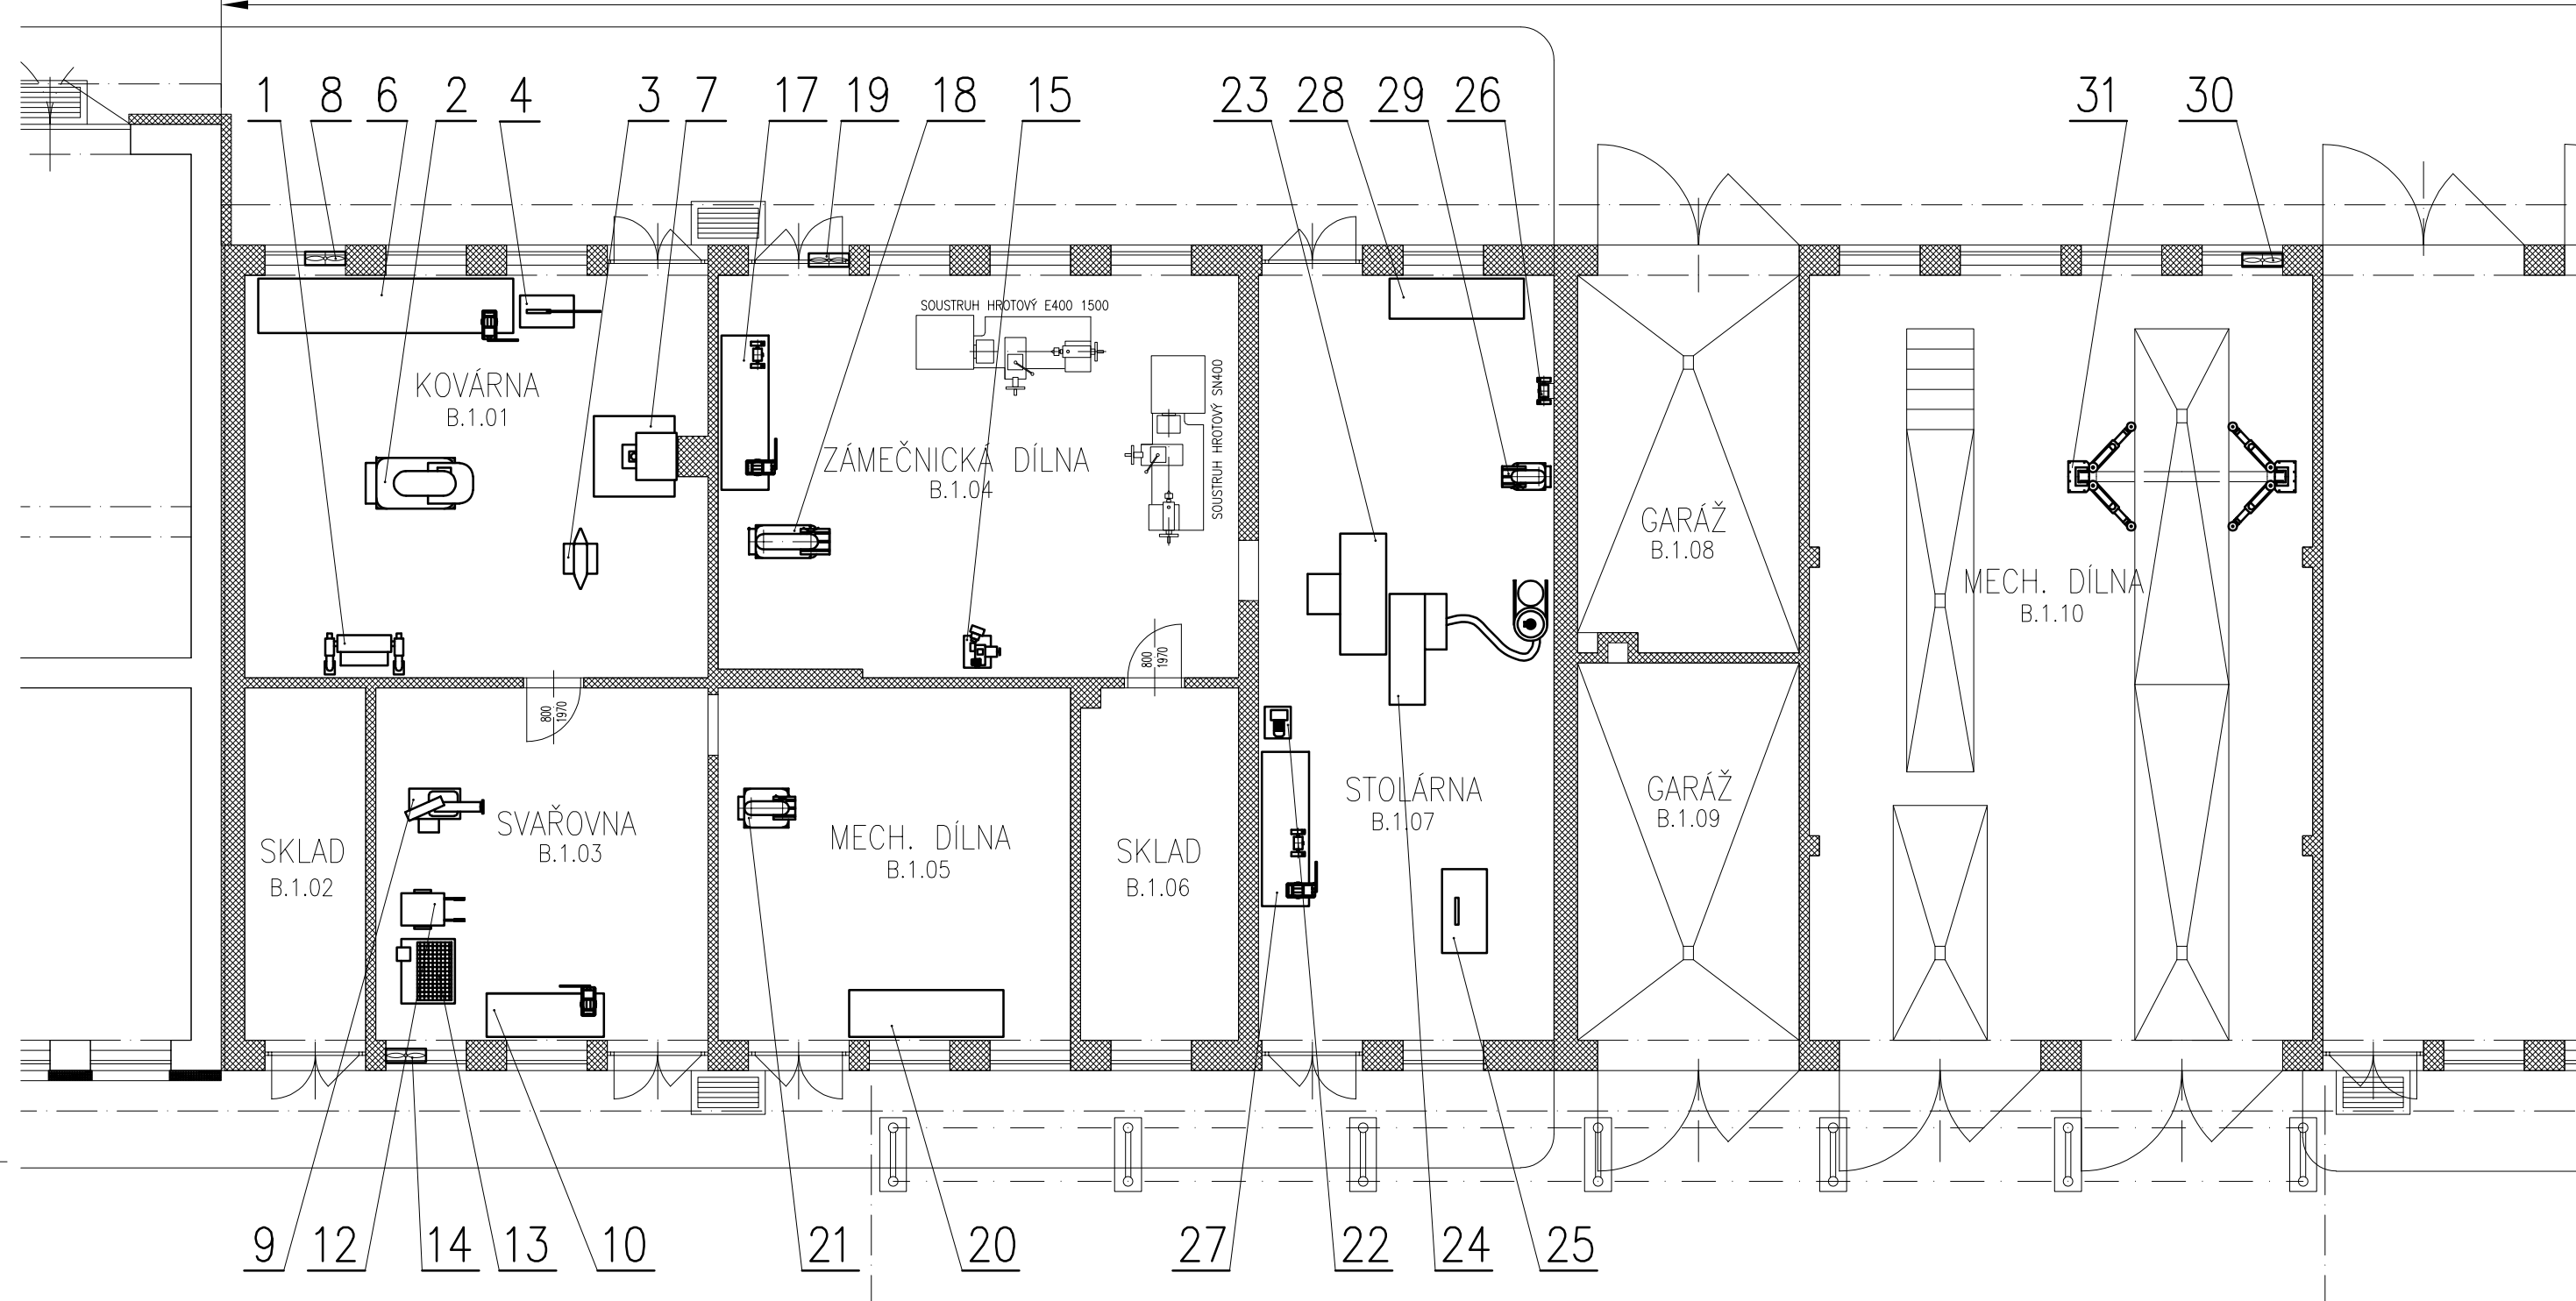 1 8 6 2 4 3 7 17 19 18 15 23 28 29 26 31 30
SOUSTRUH HROTOVÝ E400 1500
SOUSTRUH HROTOVÝ SN400
KOVÁRNA
B.1.01
ZÁMEČNICKÁ DÍLNA
B.1.04
GARÁŽ
B.1.08
MECH. DÍLNA
B.1.10
800
1970
800
1970
SKLAD
B.1.02
SVAŘOVNA
B.1.03
MECH. DÍLNA
B.1.05
SKLAD
B.1.06
STOLÁRNA
B.1.07
GARÁŽ
B.1.09
9 12 14 13 10 21 20 27 22 24 25